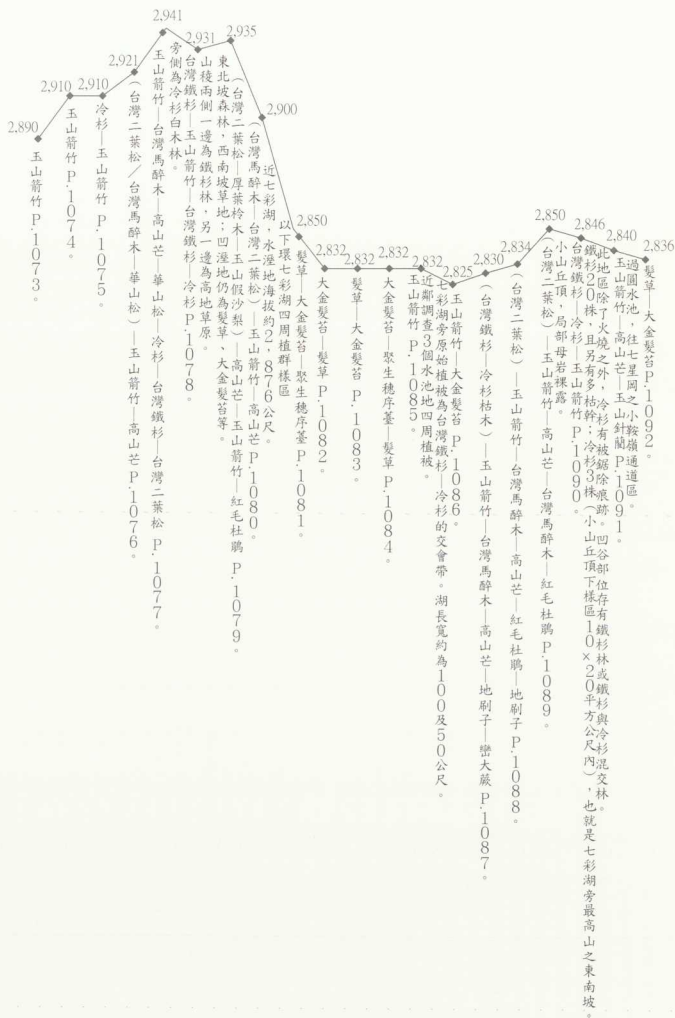 2,890
玉山箭竹 P.1073。
2,910
玉山箭竹 P.1074。
2,910
冷杉—玉山箭竹 P.1075。
2,921
(台灣二葉松／台灣馬醉木—華山松)—玉山箭竹—高山芒 P.1076。
2,941
玉山箭竹—台灣馬醉木—高山芒—華山松—冷杉—台灣鐵杉—台灣二葉松 P.1077。
旁側為冷杉白木林。
2,931
台灣鐵杉—玉山箭竹—台灣鐵杉—冷杉 P.1078。
山稜兩側一邊為鐵杉林,另一邊為高地草原。
東北坡森林,西南坡草地;凹溼地仍為髮草、大金髮苔等。
2,935
(台灣二葉松—厚葉柃木—玉山假沙梨)—高山芒—玉山箭竹—紅毛杜鵑 P.1079。
2,900
(台灣馬醉木—台灣二葉松)—玉山箭竹—高山芒 P.1080。
近七彩湖,水溼地海拔約2,876公尺。
以下環七彩湖四周植群樣區
2,850
髮草—大金髮苔—聚生穗序薹 P.1081。
2,832
大金髮苔—髮草 P.1082。
2,832
髮草—大金髮苔 P.1083。
2,832
大金髮苔—聚生穗序薹—髮草 P.1084。
2,832
玉山箭竹 P.1085。
近鄰調查3個水池地四周植被。
七彩湖旁原始植被為台灣鐵杉—冷杉的交會帶。湖長寬約為100及50公尺。
2,825
玉山箭竹—大金髮苔 P.1086。
2,830
(台灣鐵杉—冷杉枯木)—玉山箭竹—台灣馬醉木—高山芒—地刷子—巒大蕨 P.1087。
2,834
(台灣二葉松)—玉山箭竹—台灣馬醉木—高山芒—紅毛杜鵑—地刷子 P.1088。
2,850
(台灣二葉松)—玉山箭竹—高山芒—台灣馬醉木—紅毛杜鵑 P.1089。
小山丘頂,局部母岩裸露。
2,846
台灣鐵杉—冷杉—玉山箭竹 P.1090。
鐵杉20株,且另有多枯幹;冷杉3株(小山丘頂下樣區10×20平方公尺內),也就是七彩湖旁最高山之東南坡。
此地區除了火燒之外,冷杉有被鋸除痕跡。凹谷部位存有鐵杉林或鐵杉與冷杉混交林。
2,840
玉山箭竹—高山芒—玉山針藺 P.1091。
過圓水池,往七星岡之小鞍嶺通道區。
2,836
髮草—大金髮苔 P.1092。